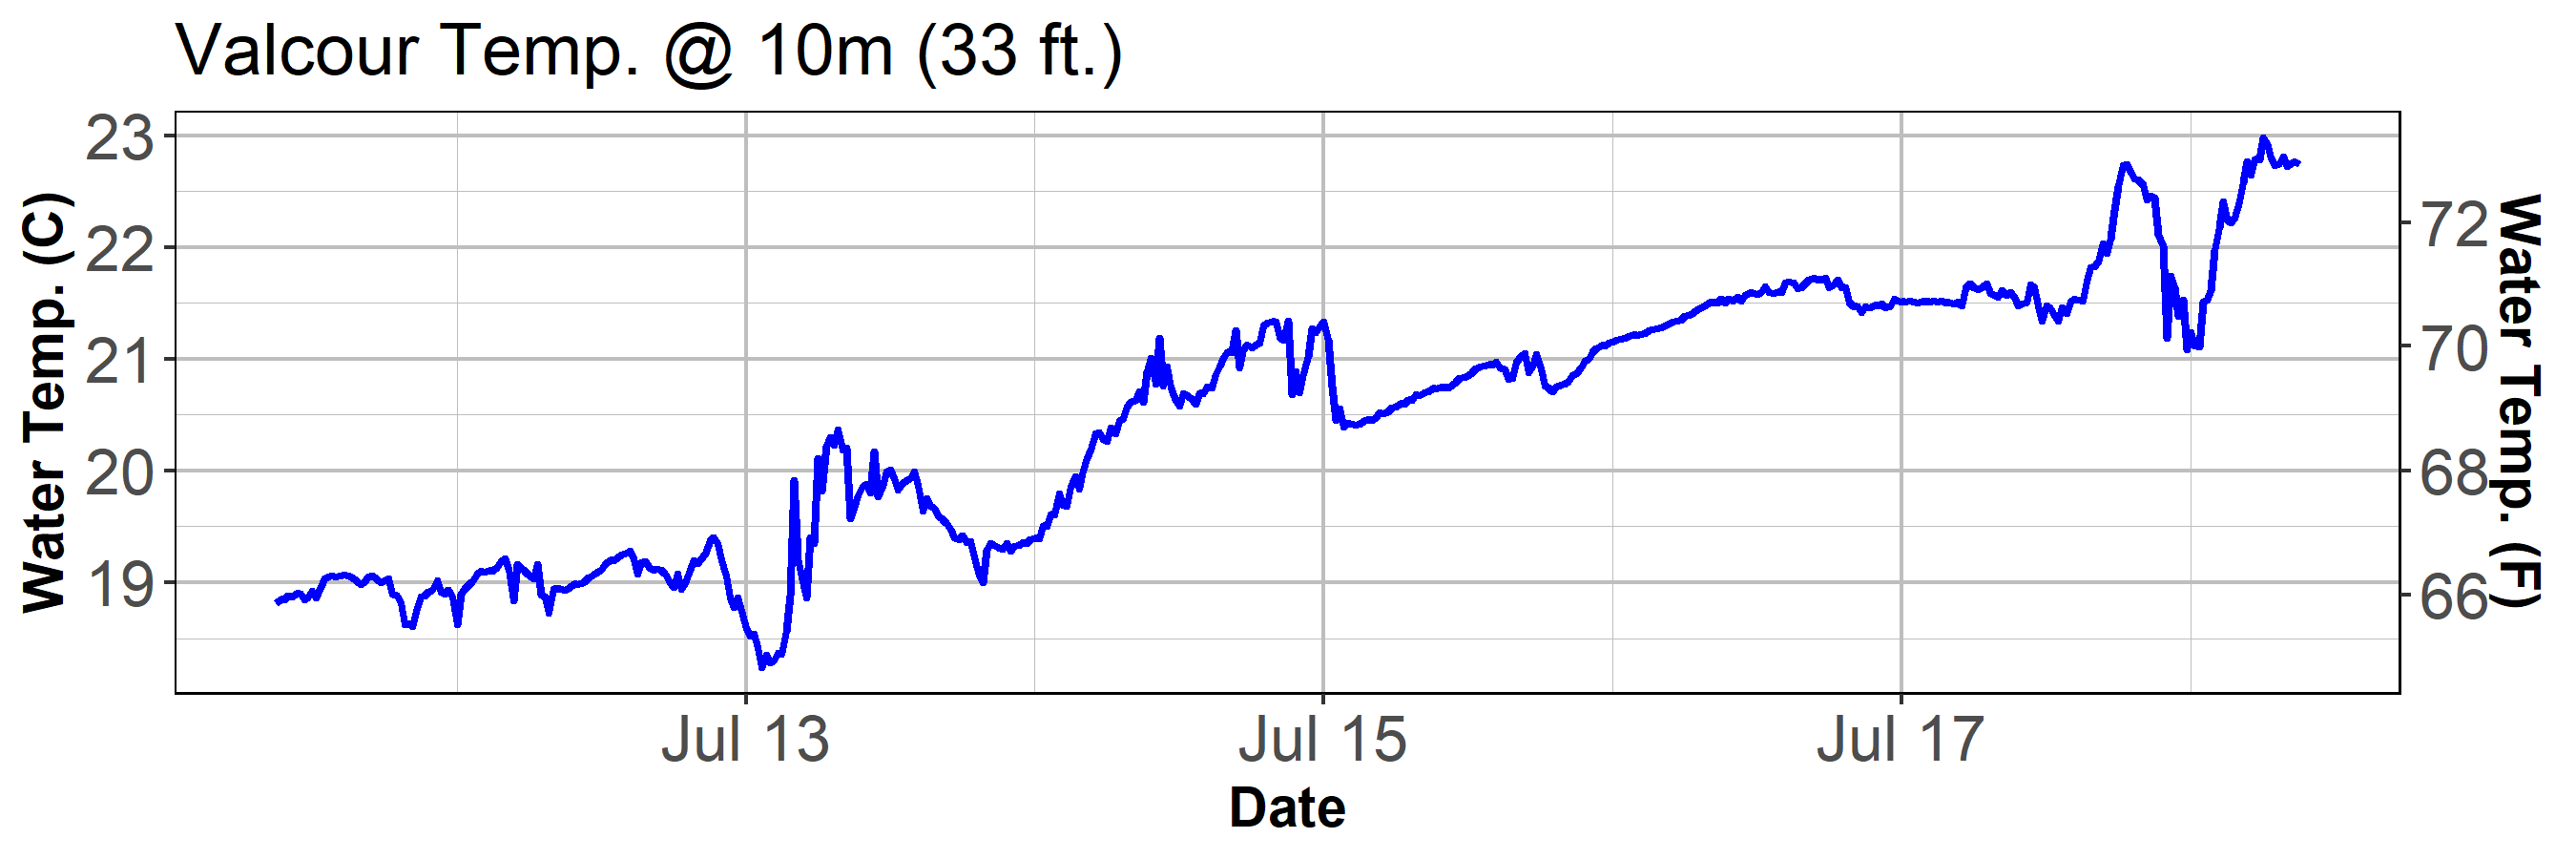 Valcour Temp. @ 10m (33 ft.)
Water Temp. (C)
23
22
21
20
19
72
70
68
66
Water Temp. (F)
Jul 13
Jul 15
Jul 17
Date